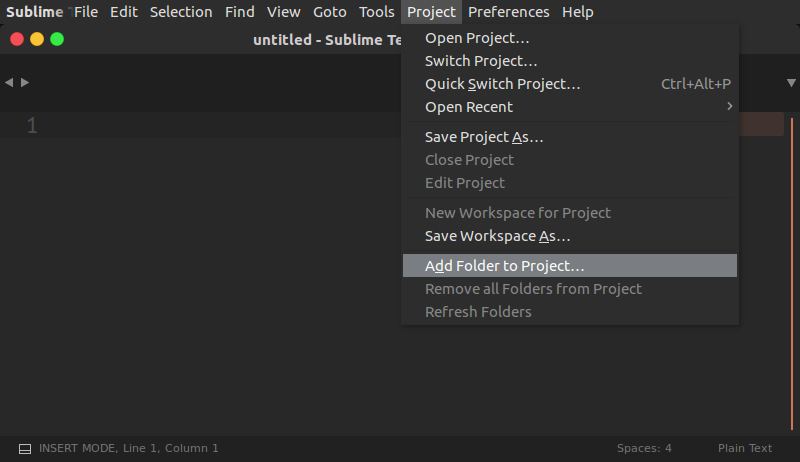 Sublime File Edit Selection Find View Goto Tools Project Preferences Help
untitled - Sublime Te
Open Project…
Switch Project…
Quick Switch Project… Ctrl+Alt+P
Open Recent
1
Save Project As…
Close Project
Edit Project
New Workspace for Project
Save Workspace As…
Add Folder to Project…
Remove all Folders from Project
Refresh Folders
INSERT MODE, Line 1, Column 1 Spaces: 4 Plain Text